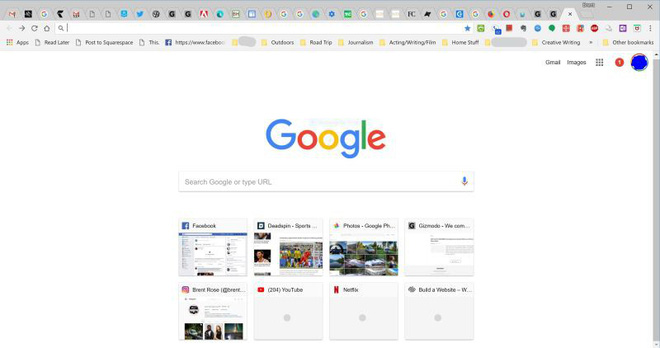 Apps Read Later Post to Squarespace This. https://www.faceboo Outdoors Road Trip Journalism Acting/Writing/Film Home Stuff Creative Writing » Other bookmarks
Gmail Images 1
Google
Search Google or type URL
Facebook Deadspin - Sports ... Photos - Google Ph... Gizmodo - We com...
Brent Rose (@brent... (204) YouTube Netflix Build a Website – W...